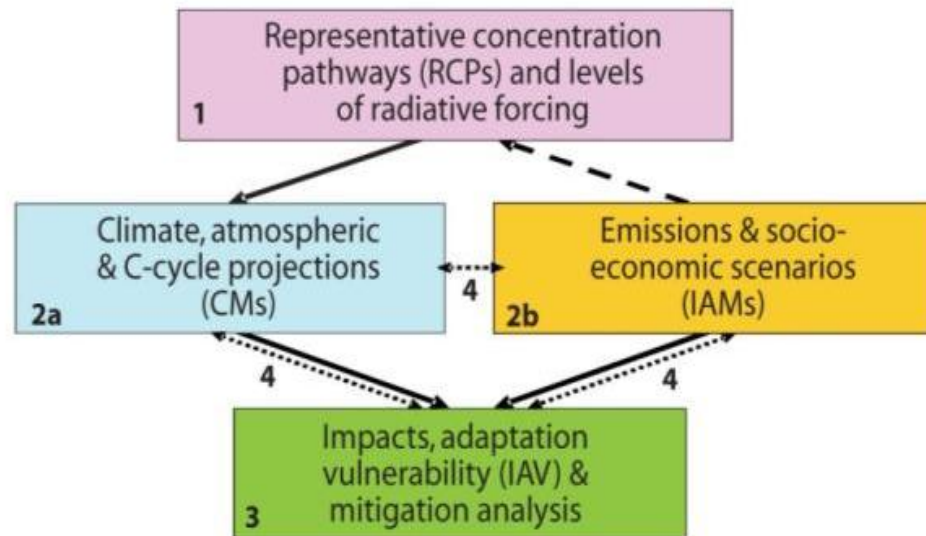 Representative concentration
pathways (RCPs) and levels
of radiative forcing
1
Climate, atmospheric
& C-cycle projections
(CMs)
2a
4
Emissions & socio-
economic scenarios
(IAMs)
2b
4
4
Impacts, adaptation
vulnerability (IAV) &
mitigation analysis
3